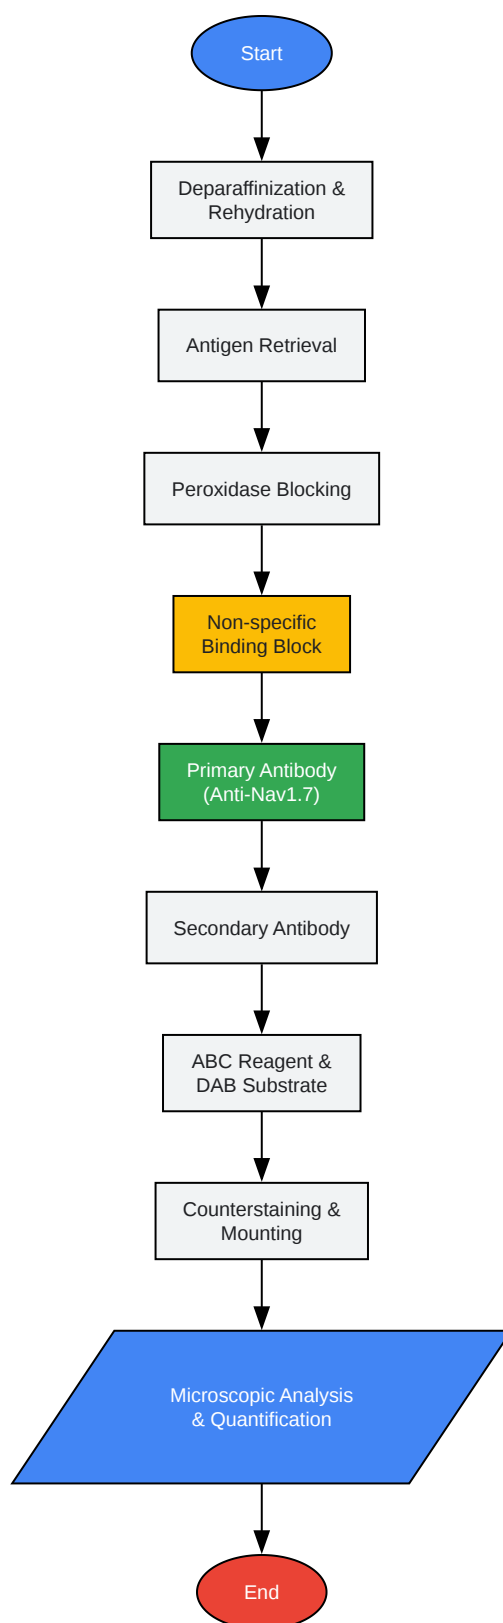 Start
Deparaffinization &
Rehydration
Antigen Retrieval
Peroxidase Blocking
Non-specific
Binding Block
Primary Antibody
(Anti-Nav1.7)
Secondary Antibody
ABC Reagent &
DAB Substrate
Counterstaining &
Mounting
Microscopic Analysis
& Quantification
End